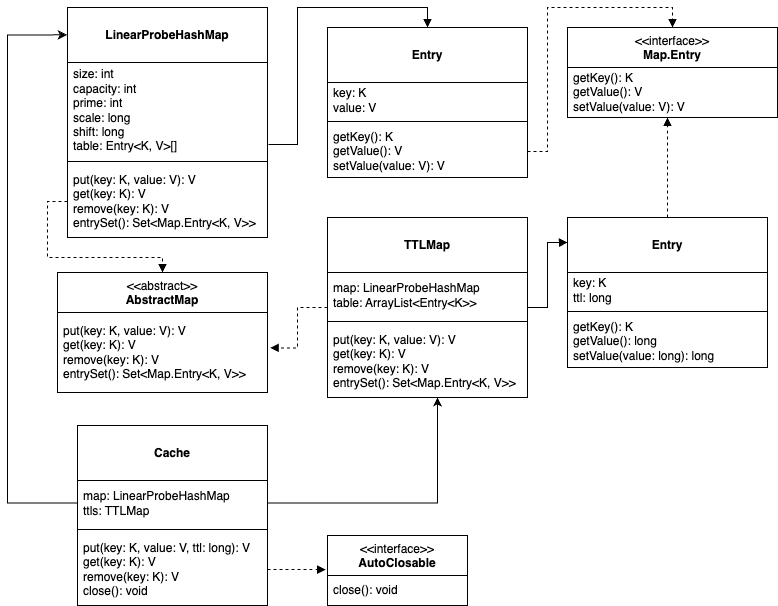 LinearProbeHashMap
size: int
capacity: int
prime: int
scale: long
shift: long
table: Entry<K, V>[]
put(key: K, value: V): V
get(key: K): V
remove(key: K): V
entrySet(): Set<Map.Entry<K, V>>
Entry
key: K
value: V
getKey(): K
getValue(): V
setValue(value: V): V
<<interface>>
Map.Entry
getKey(): K
getValue(): V
setValue(value: V): V
<<abstract>>
AbstractMap
put(key: K, value: V): V
get(key: K): V
remove(key: K): V
entrySet(): Set<Map.Entry<K, V>>
TTLMap
map: LinearProbeHashMap
table: ArrayList<Entry<K>>
put(key: K, value: V): V
get(key: K): V
remove(key: K): V
entrySet(): Set<Map.Entry<K, V>>
Entry
key: K
ttl: long
getKey(): K
getValue(): long
setValue(value: long): long
Cache
map: LinearProbeHashMap
ttls: TTLMap
put(key: K, value: V, ttl: long): V
get(key: K): V
remove(key: K): V
close(): void
<<interface>>
AutoClosable
close(): void